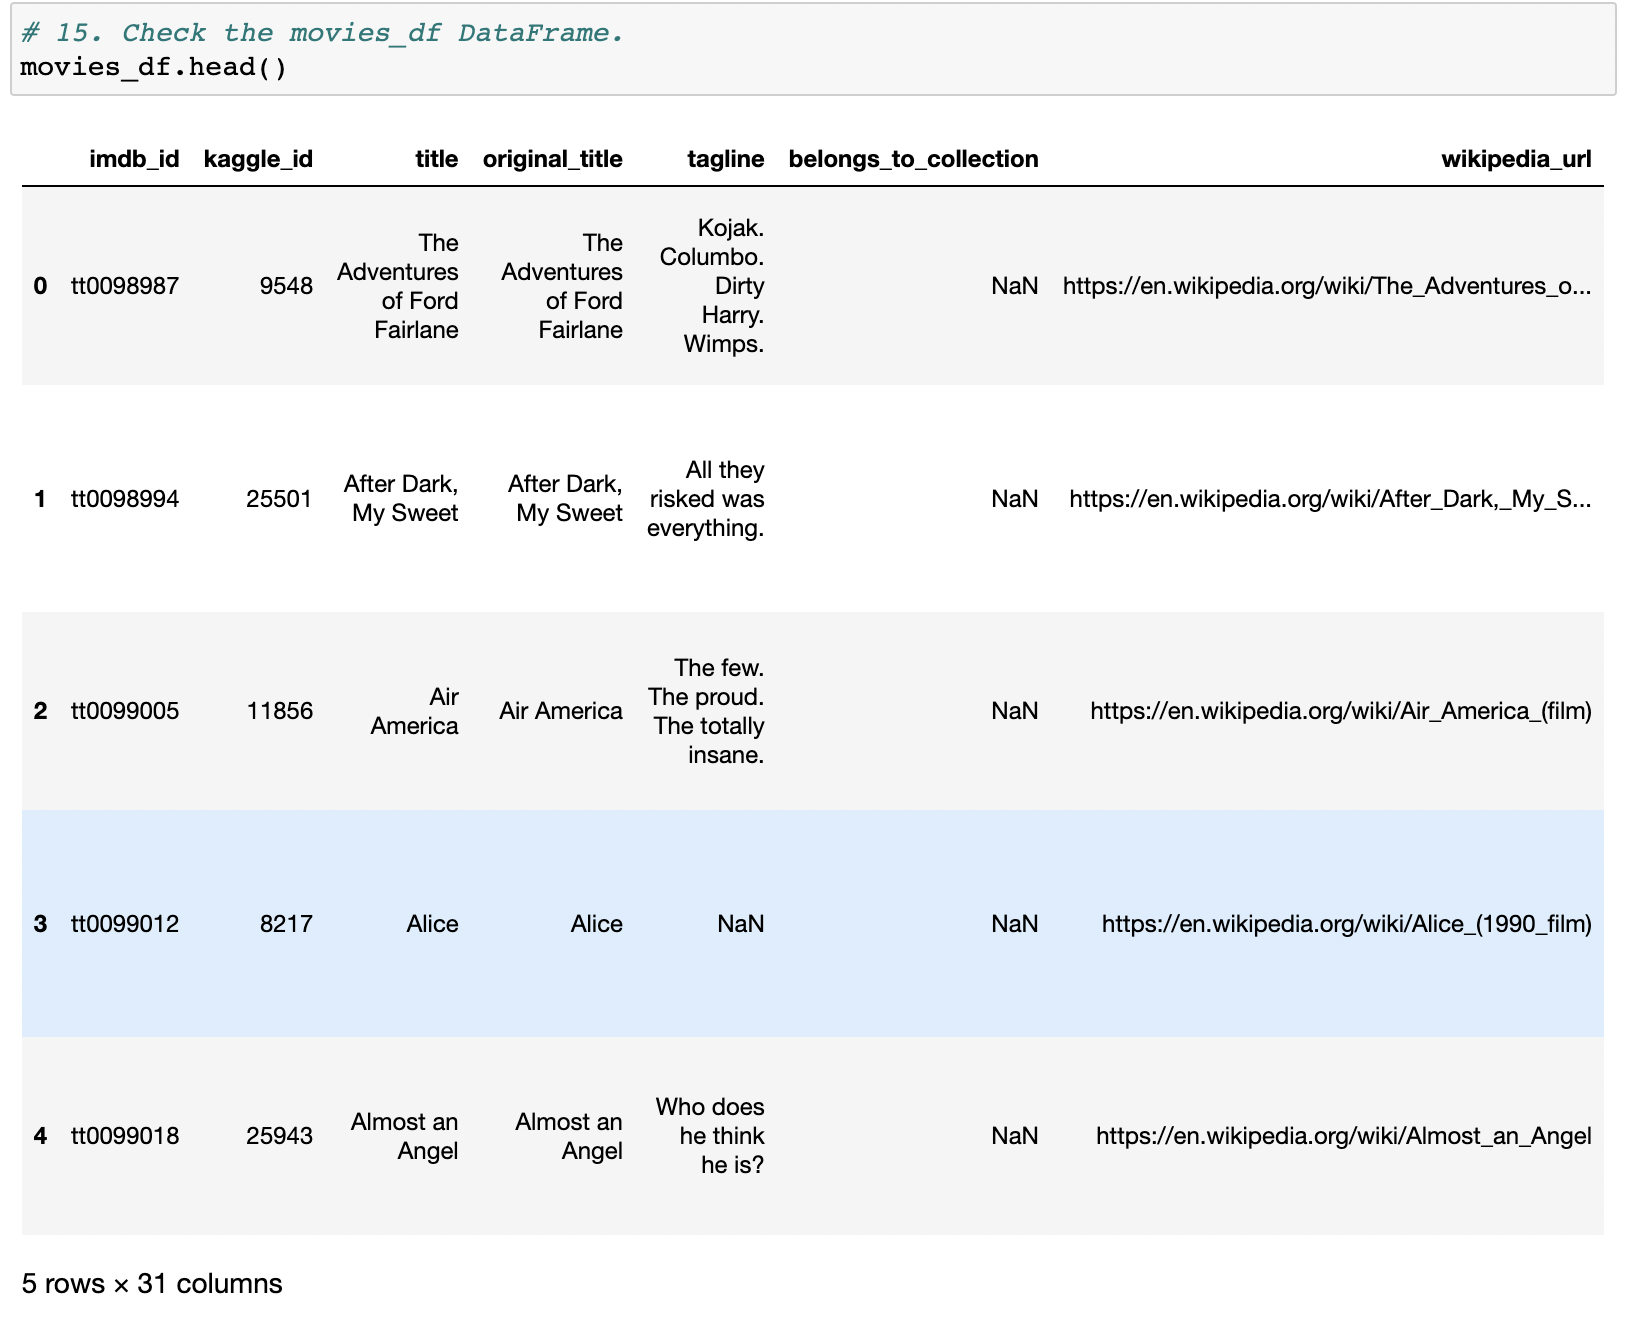 # 15. Check the movies_df DataFrame.
movies_df.head()
imdb_id kaggle_id title original_title tagline belongs_to_collection wikipedia_url
0 tt0098987 9548 The Adventures of Ford Fairlane The Adventures of Ford Fairlane Kojak. Columbo. Dirty Harry. Wimps. NaN https://en.wikipedia.org/wiki/The_Adventures_o...
1 tt0098994 25501 After Dark, My Sweet After Dark, My Sweet All they risked was everything. NaN https://en.wikipedia.org/wiki/After_Dark,_My_S...
2 tt0099005 11856 Air America Air America The few. The proud. The totally insane. NaN https://en.wikipedia.org/wiki/Air_America_(film)
3 tt0099012 8217 Alice Alice NaN NaN https://en.wikipedia.org/wiki/Alice_(1990_film)
4 tt0099018 25943 Almost an Angel Almost an Angel Who does he think he is? NaN https://en.wikipedia.org/wiki/Almost_an_Angel
5 rows × 31 columns